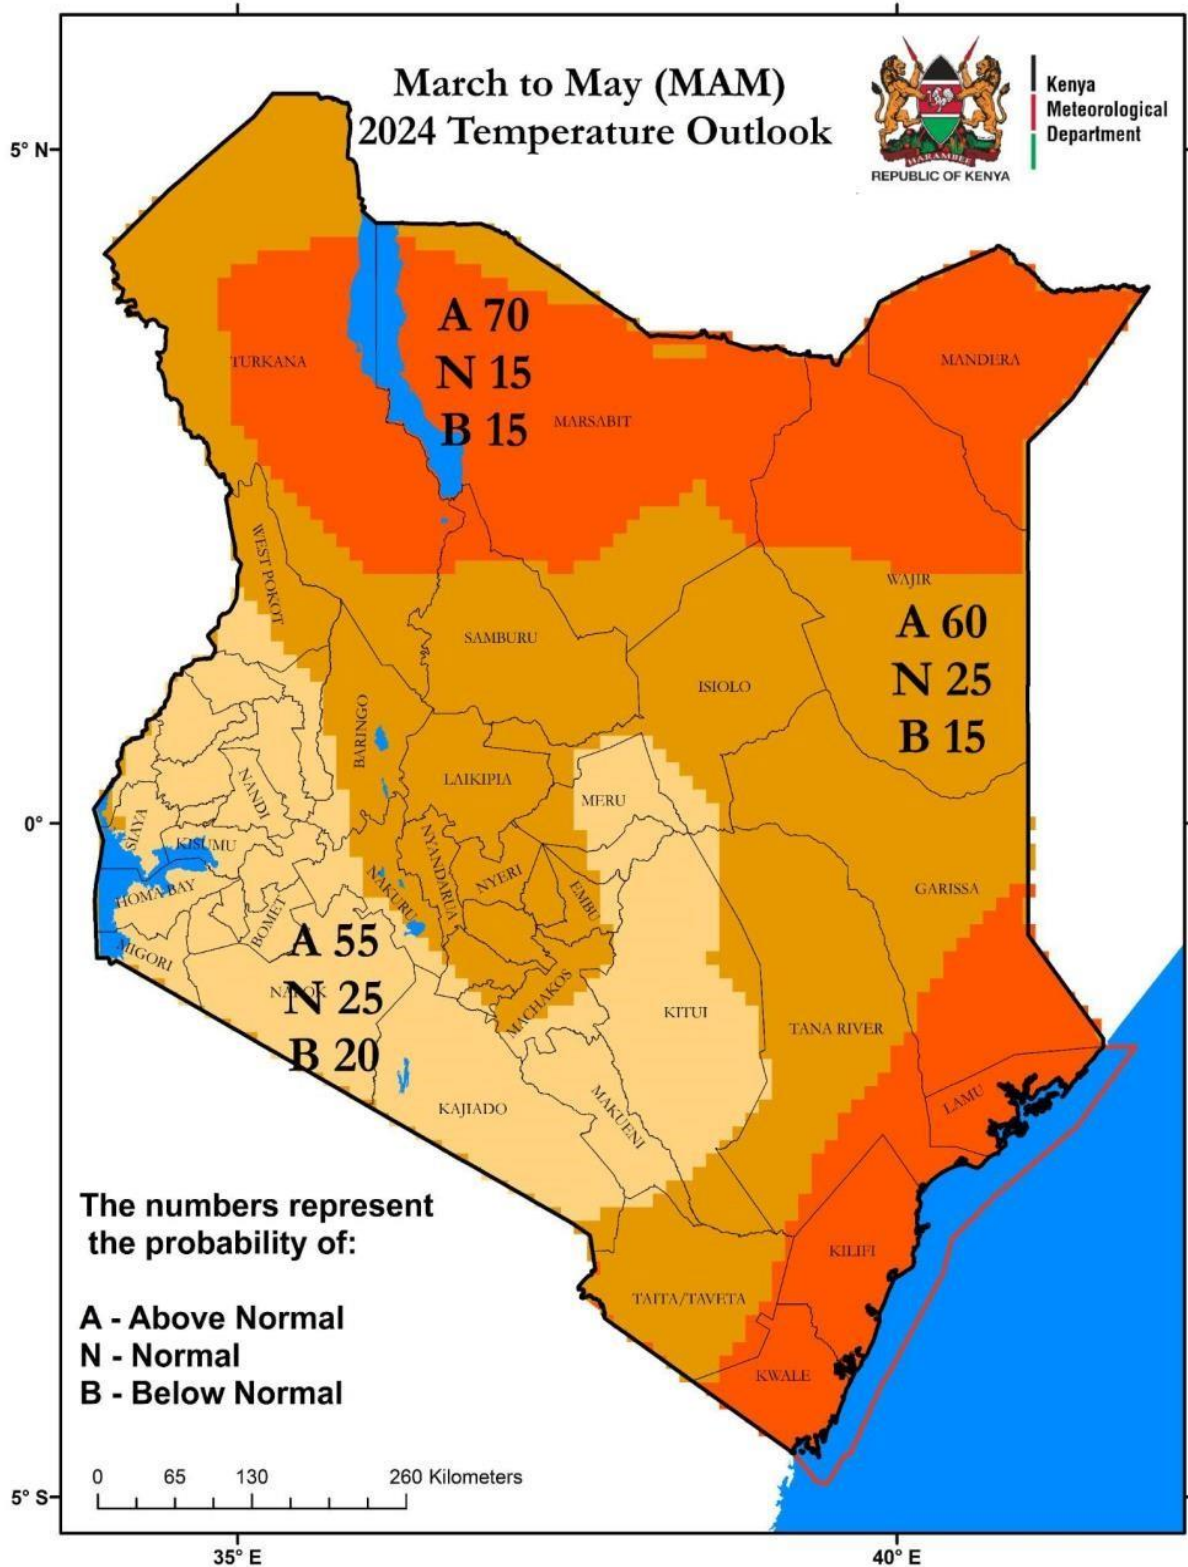 March to May (MAM)
2024 Temperature Outlook
Kenya
Meteorological
Department
HARAMBEE
REPUBLIC OF KENYA
5° N
A 70
N 15
B 15
TURKANA
MANDERA
MARSABIT
WEST POKOT
WAJIR
A 60
N 25
B 15
SAMBURU
ISIOLO
BARINGO
LAIKIPIA
MERU
NANDI
0°
SIAYA
KISUMU
NYANDARUA
NYERI
EMBU
GARISSA
HOMA BAY
NAKURU
BOMET
MIGORI
A 55
N 25
B 20
NAROK
MACHAKOS
KITUI
TANA RIVER
KAJIADO
MAKUENI
LAMU
KILIFI
TAITA/TAVETA
KWALE
The numbers represent
the probability of:
A - Above Normal
N - Normal
B - Below Normal
0 65 130 260 Kilometers
5° S
35° E 40° E